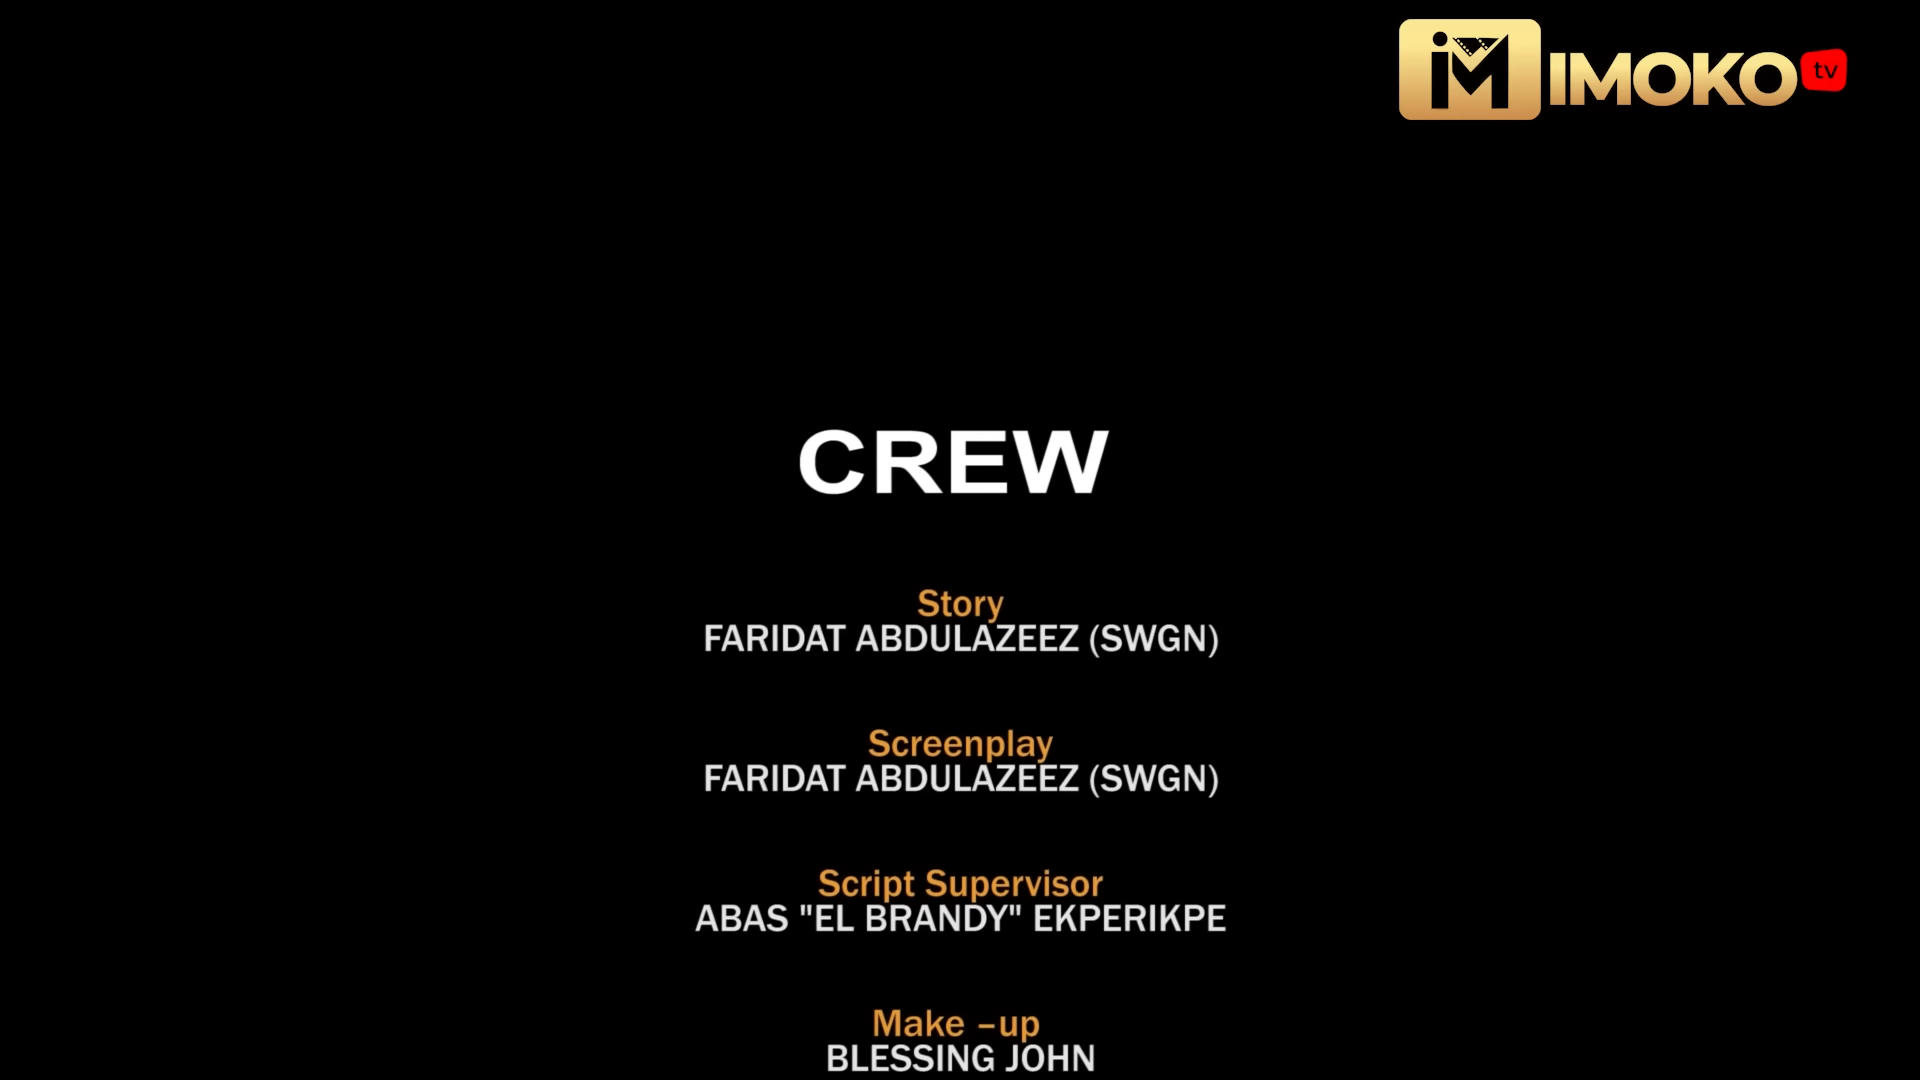 IMOKO tv
CREW
Story
FARIDAT ABDULAZEEZ (SWGN)
Screenplay
FARIDAT ABDULAZEEZ (SWGN)
Script Supervisor
ABAS "EL BRANDY" EKPERIKPE
Make –up
BLESSING JOHN